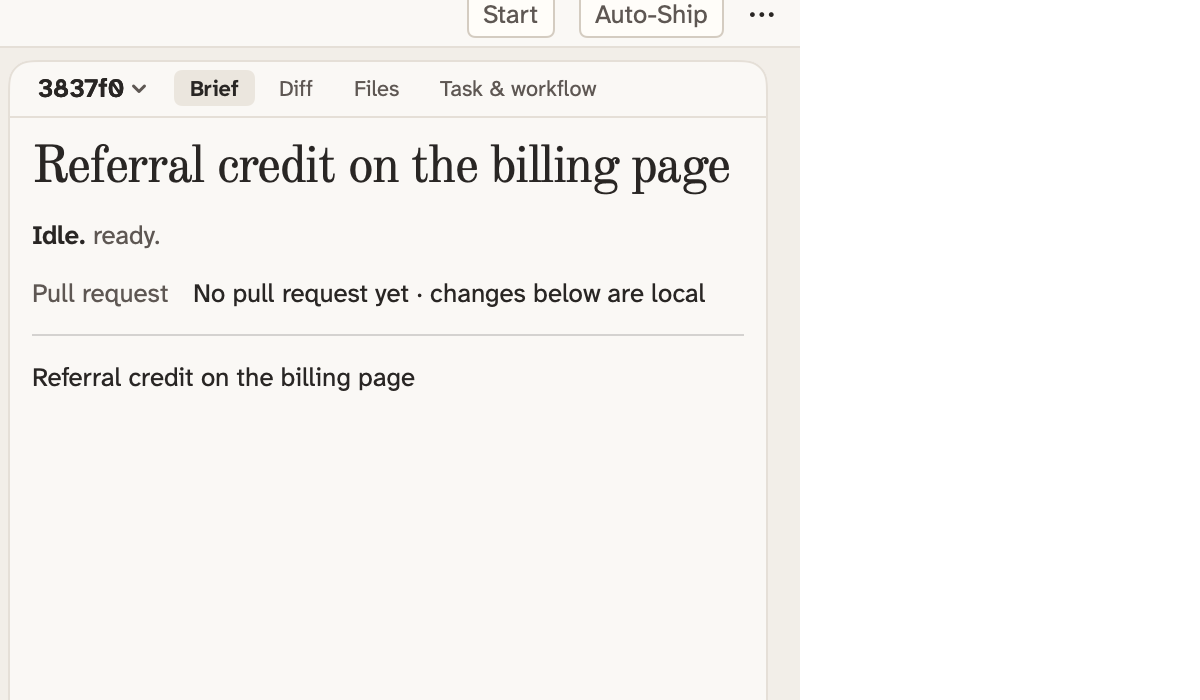 Start Auto-Ship
3837f0 Brief Diff Files Task & workflow
Referral credit on the billing page
Idle. ready.
Pull request No pull request yet · changes below are local
Referral credit on the billing page